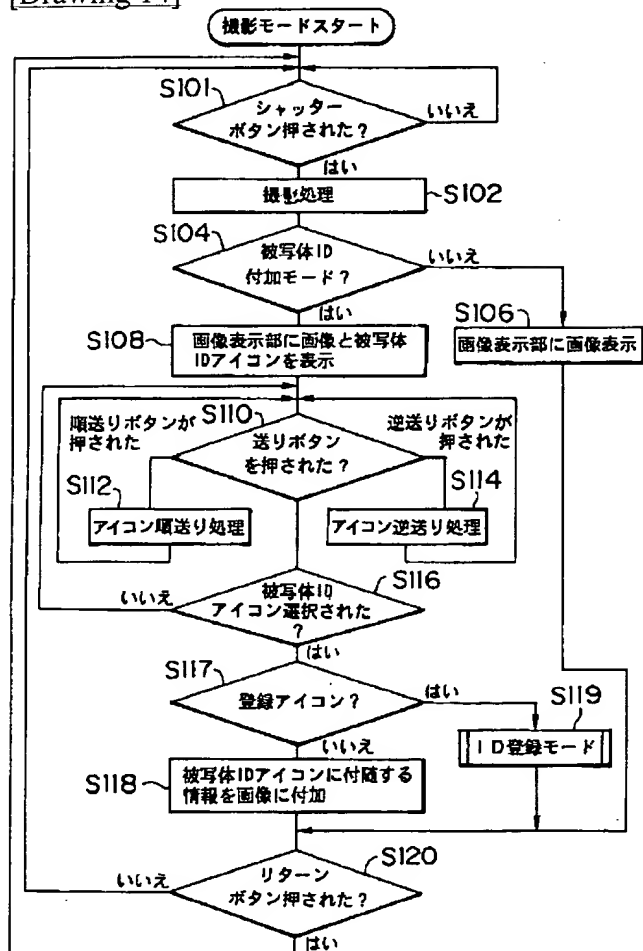 [Drawing 14]
撮影モードスタート
S101
シャッター
ボタン押された?
いいえ
はい
撮影処理
S102
S104
被写体ID
付加モード?
いいえ
はい
S106
画像表示部に画像表示
S108
画像表示部に画像と被写体
IDアイコンを表示
順送りボタンが
押された
S110
送りボタン
を押された?
逆送りボタンが
押された
S112
アイコン順送り処理
S114
アイコン逆送り処理
S116
被写体ID
アイコン選択された
?
いいえ
はい
S117
登録アイコン?
はい
S119
ID登録モード
いいえ
S118
被写体IDアイコンに付随する
情報を画像に付加
S120
リターン
ボタン押された?
いいえ
はい